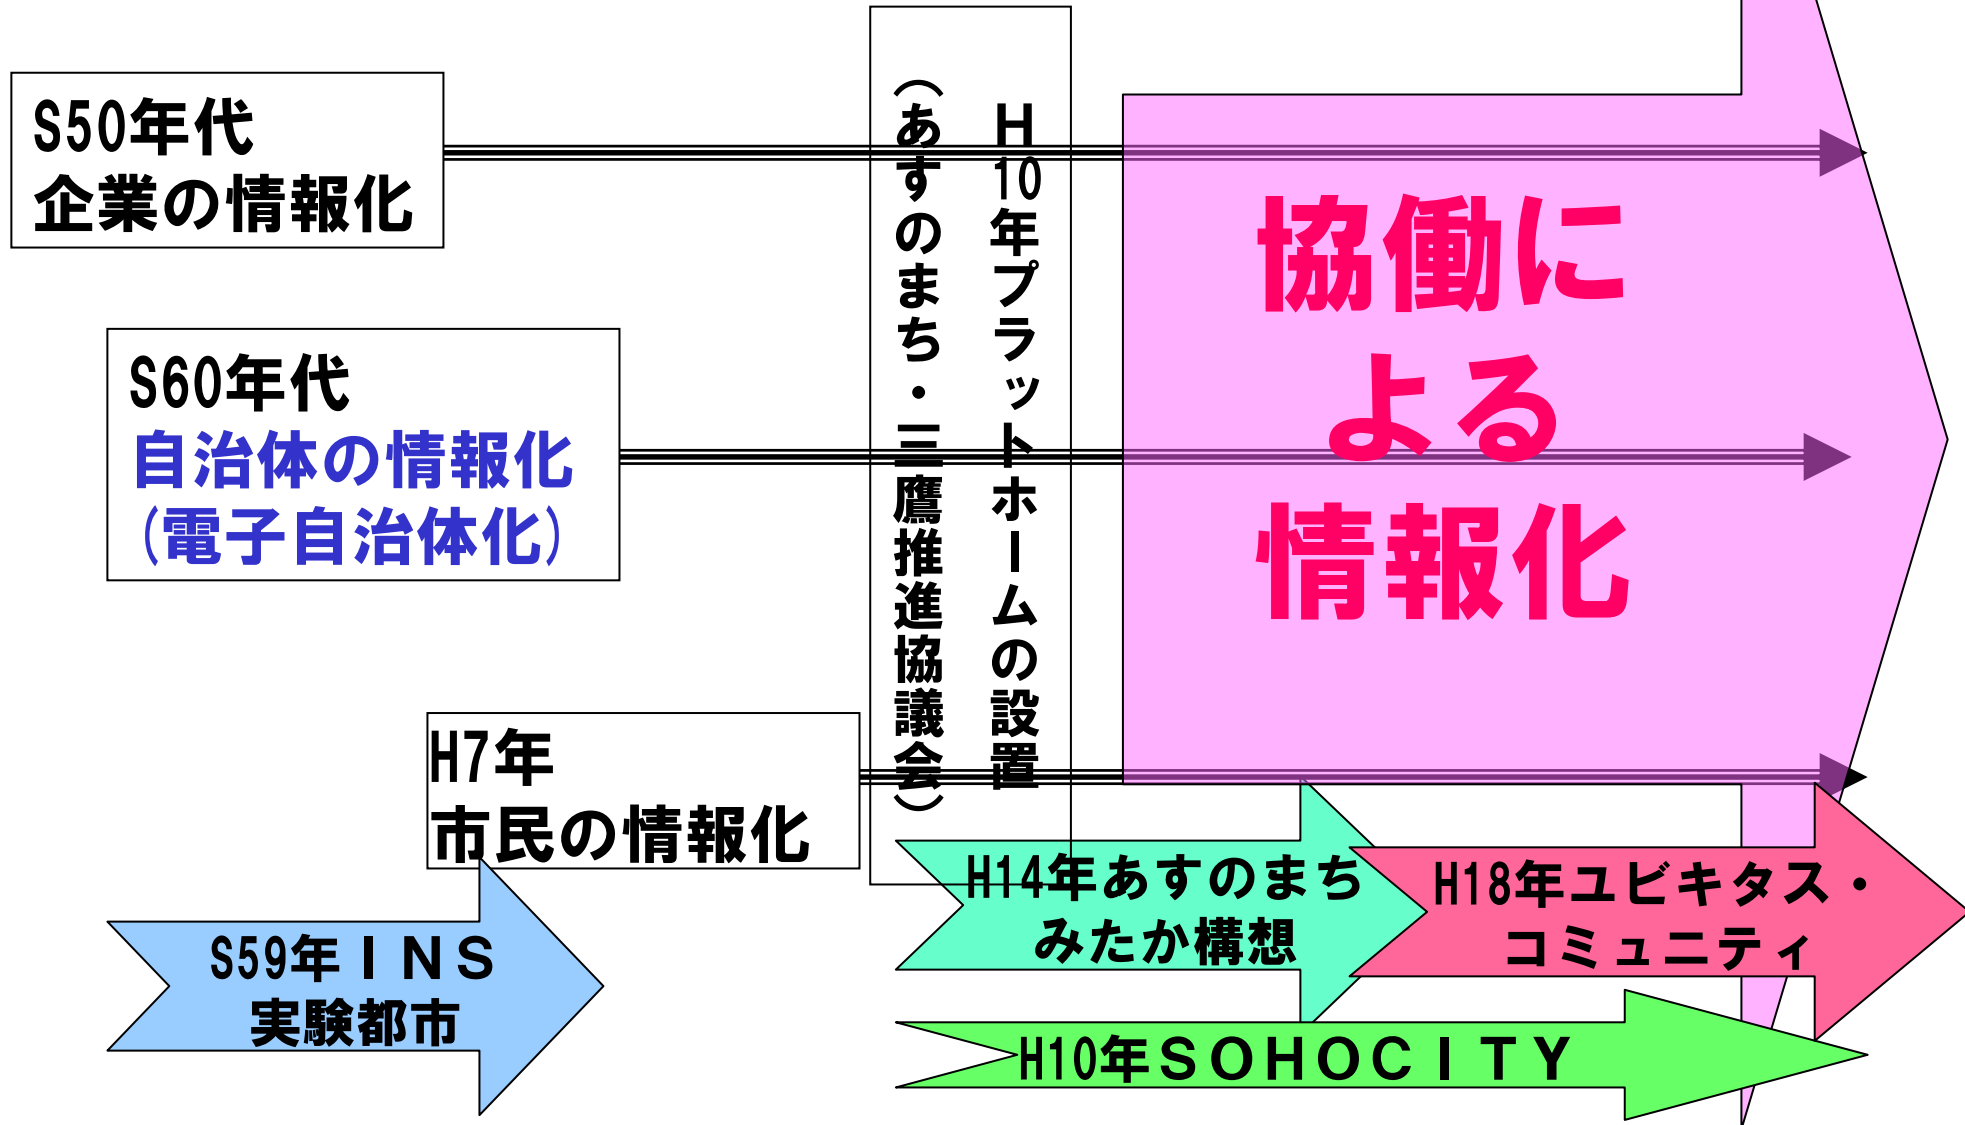 S50年代
企業の情報化
S60年代
自治体の情報化
(電子自治体化)
H7年
市民の情報化
H10年プラットホームの設置
（あすのまち・三鷹推進協議会）
協働に
よる
情報化
S59年ＩＮＳ
実験都市
H14年あすのまち
みたか構想
H18年ユビキタス・
コミュニティ
H10年ＳＯＨＯＣＩＴＹ